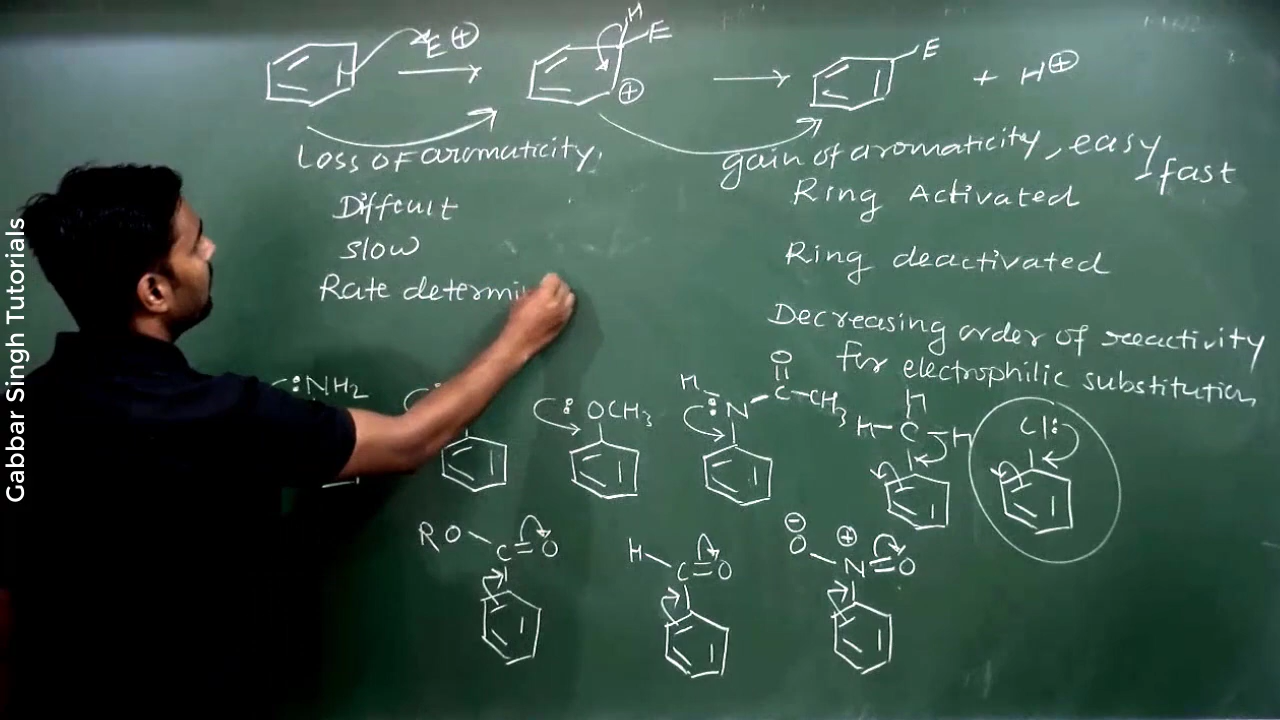 Gabbar Singh Tutorials
H E⊕ H E ⊕ E + H⊕
Loss of aromaticity,
Diffcult
slow
Rate determi
gain of aromaticity, easy, fast
Ring Activated
Ring deactivated
Decreasing order of reactivity
for electrophilic substitution
:NH2 :OCH3 H :N C O CH3 H C H H Cl:
RO C=O H C=O ⊖ O N ⊕ =O